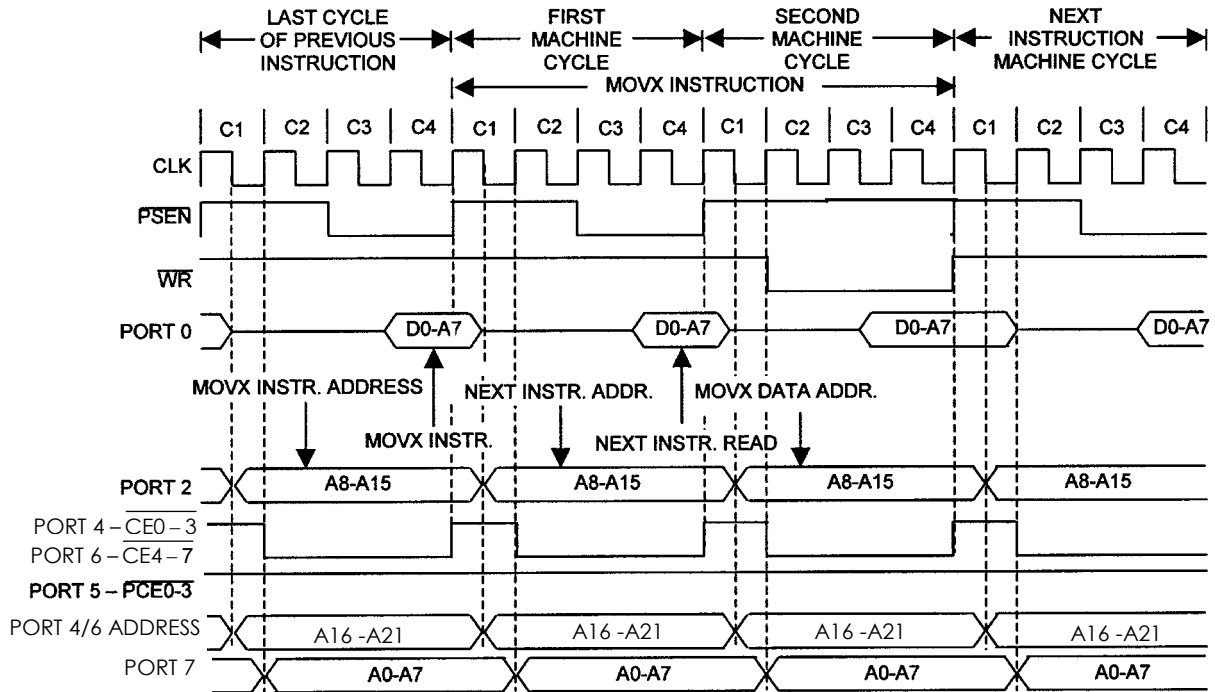 LAST CYCLE
OF PREVIOUS
INSTRUCTION
FIRST
MACHINE
CYCLE
SECOND
MACHINE
CYCLE
NEXT
INSTRUCTION
MACHINE CYCLE
MOVX INSTRUCTION
C1 C2 C3 C4 C1 C2 C3 C4 C1 C2 C3 C4 C1 C2 C3 C4
CLK
PSEN
WR
PORT 0 D0-A7 D0-A7 D0-A7 D0-A7
MOVX INSTR. ADDRESS NEXT INSTR. ADDR. MOVX DATA ADDR.
MOVX INSTR. NEXT INSTR. READ
PORT 2 A8-A15 A8-A15 A8-A15 A8-A15
PORT 4 – CE0 – 3
PORT 6 – CE4 – 7
PORT 5 – PCE0-3
PORT 4/6 ADDRESS A16 -A21 A16 -A21 A16 -A21 A16 -A21
PORT 7 A0-A7 A0-A7 A0-A7 A0-A7